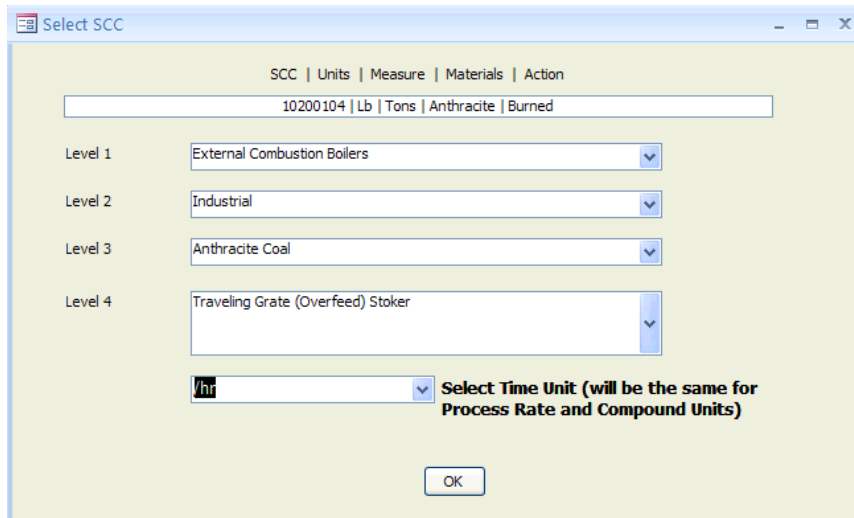 Select SCC
SCC | Units | Measure | Materials | Action
10200104 | Lb | Tons | Anthracite | Burned
Level 1
External Combustion Boilers
Level 2
Industrial
Level 3
Anthracite Coal
Level 4
Traveling Grate (Overfeed) Stoker
/hr
Select Time Unit (will be the same for
Process Rate and Compound Units)
OK